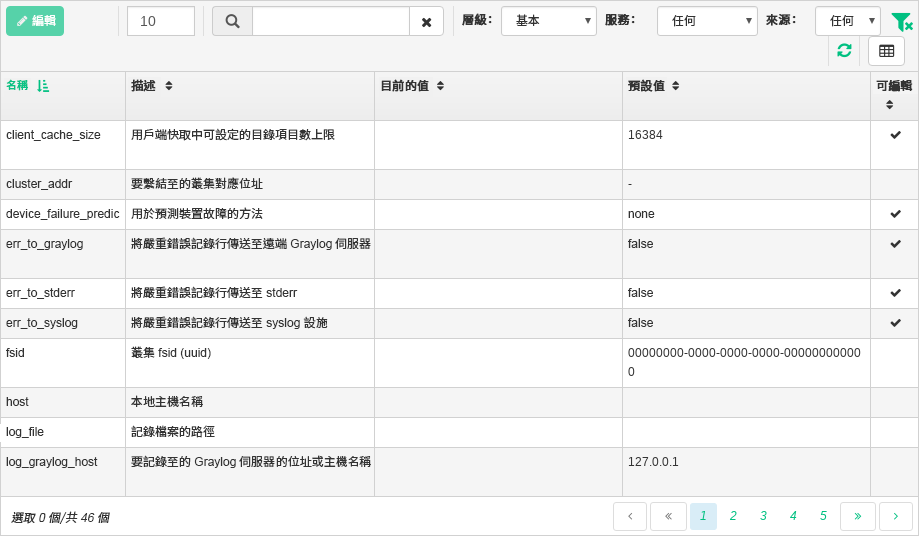 編輯
10
層級：
基本
服務：
任何
來源：
任何
名稱
描述
目前的值
預設值
可編輯
client_cache_size
用戶端快取中可設定的目錄項目數上限
16384
cluster_addr
要繫結至的叢集對應位址
-
device_failure_predic
用於預測裝置故障的方法
none
err_to_graylog
將嚴重錯誤記錄行傳送至遠端 Graylog 伺服器
false
err_to_stderr
將嚴重錯誤記錄行傳送至 stderr
false
err_to_syslog
將嚴重錯誤記錄行傳送至 syslog 設施
false
fsid
叢集 fsid (uuid)
00000000-0000-0000-0000-00000000000
0
host
本地主機名稱
log_file
記錄檔案的路徑
log_graylog_host
要記錄至的 Graylog 伺服器的位址或主機名稱
127.0.0.1
選取 0 個/共 46 個
‹ « 1 2 3 4 5 » ›